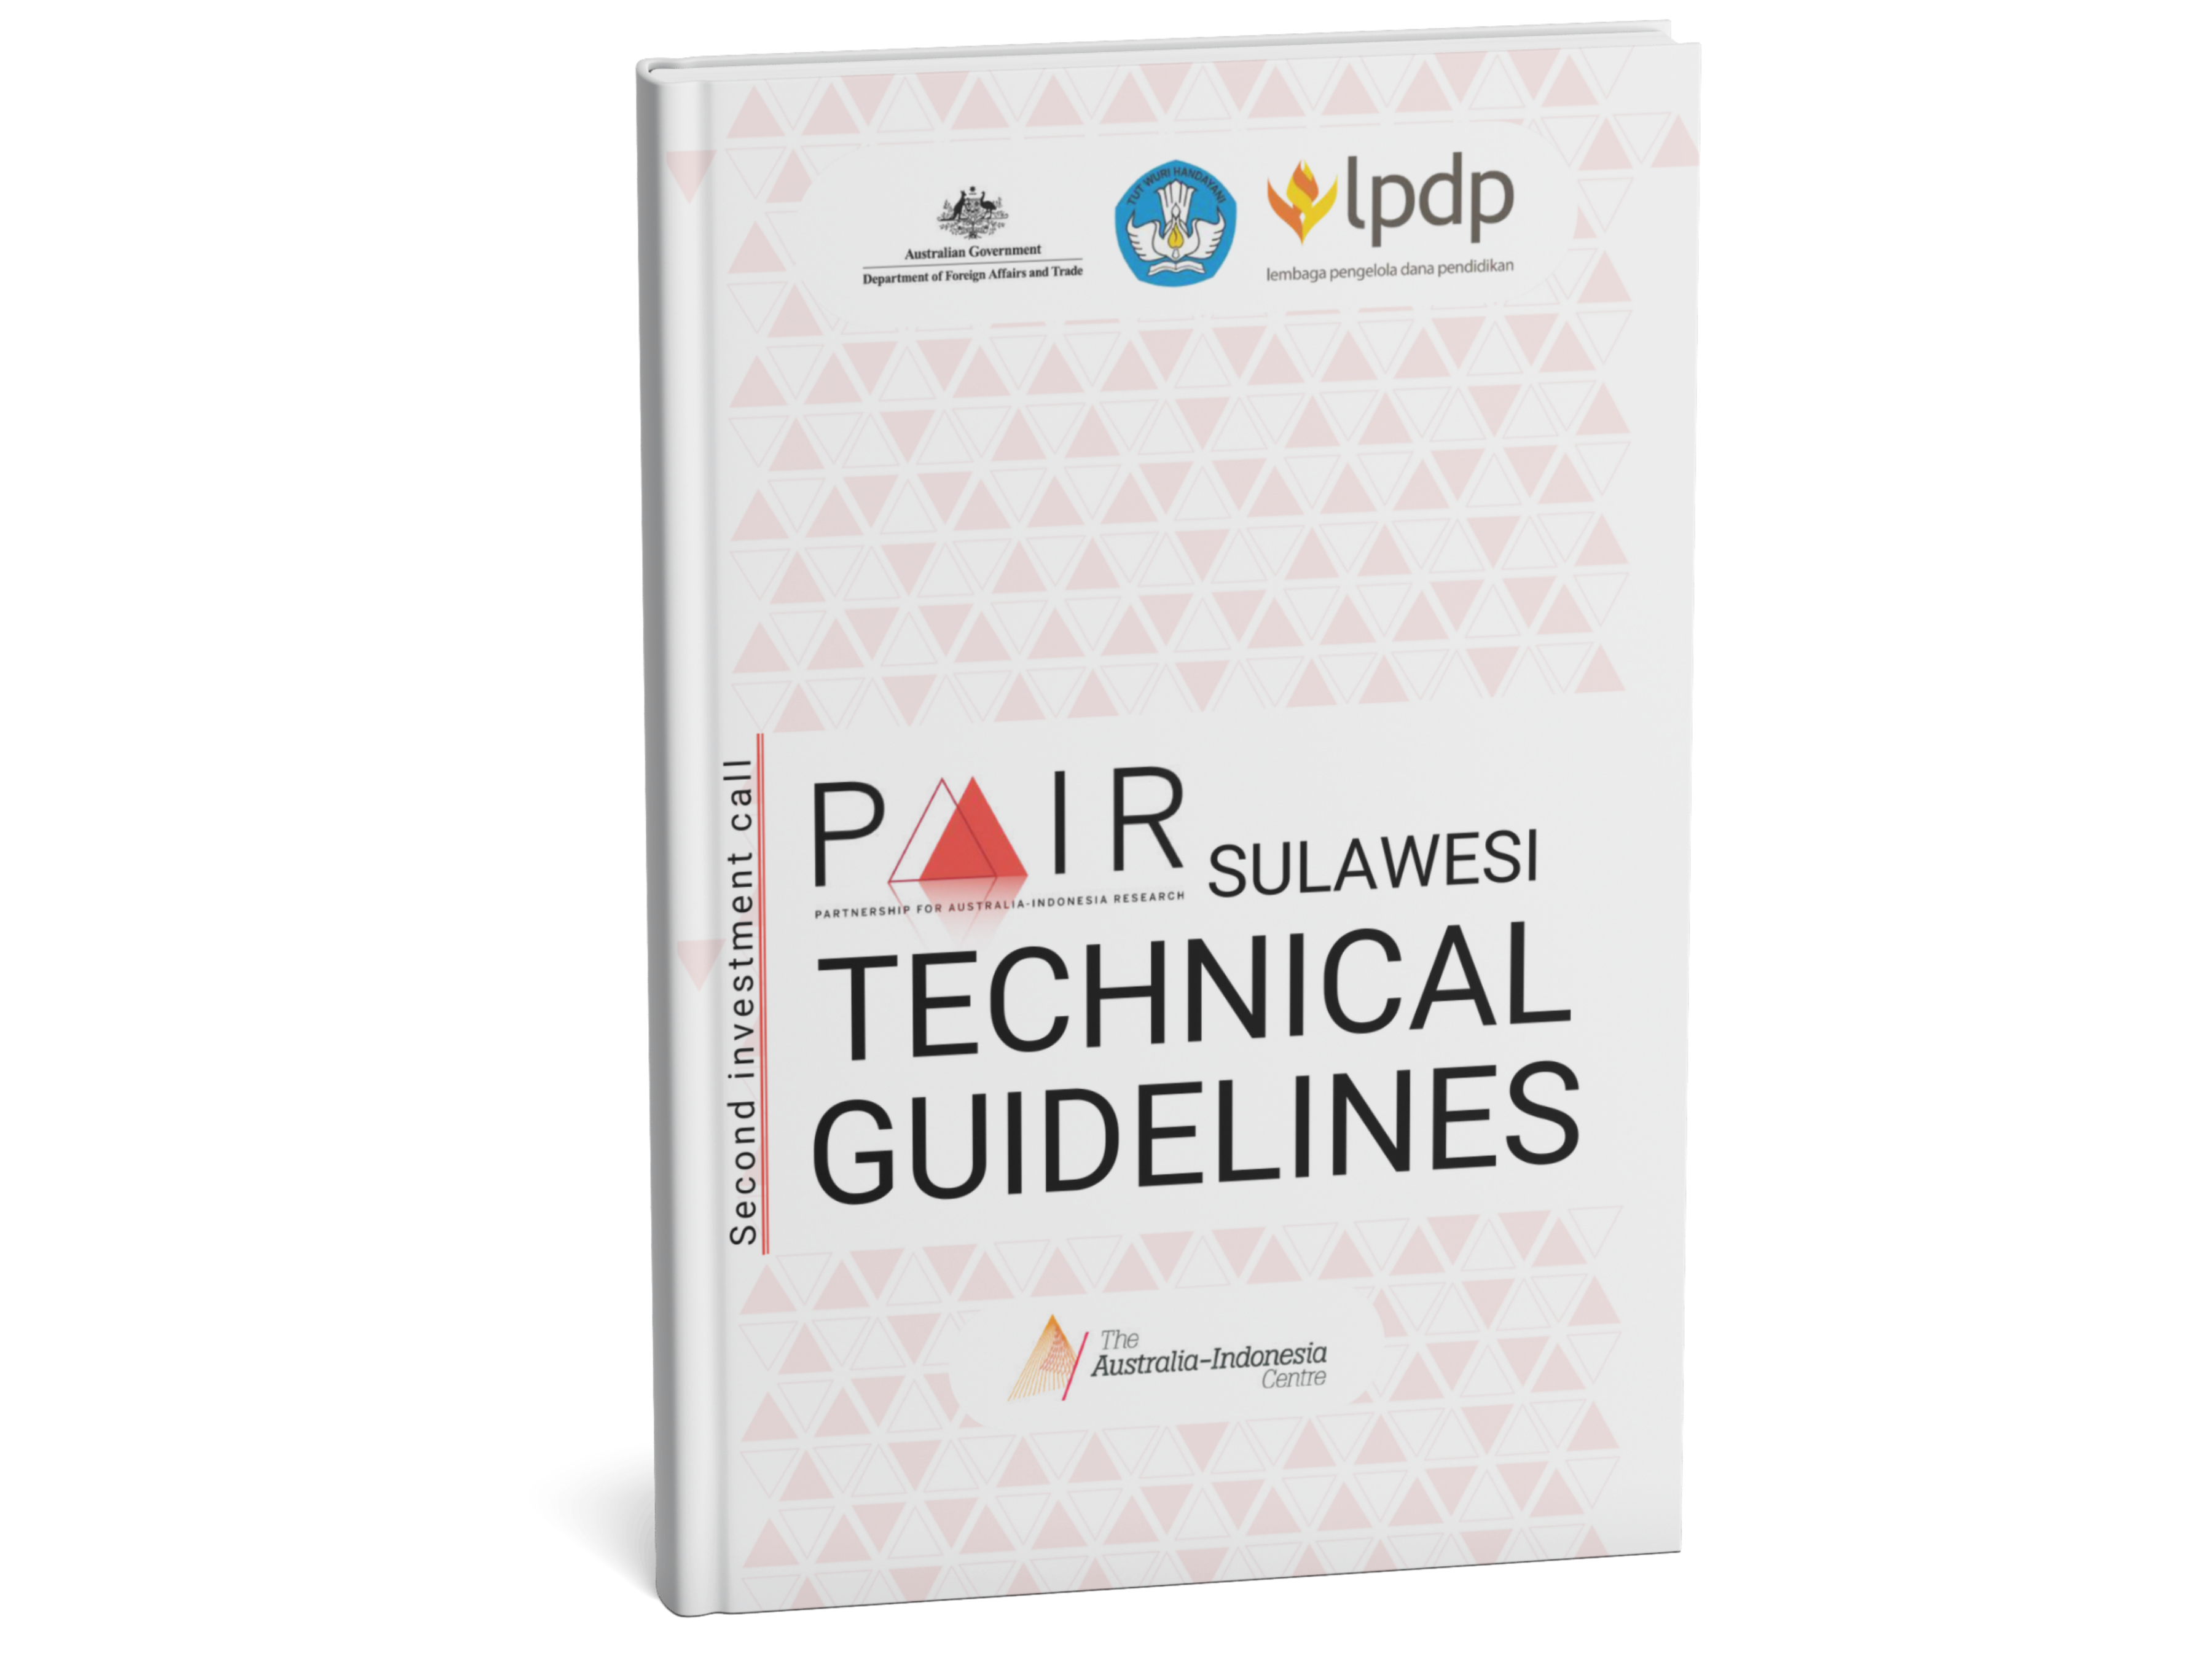 Australian Government
Department of Foreign Affairs and Trade
TUT WURI HANDAYANI
lpdp
lembaga pengelola dana pendidikan
Second investment call
PAIR SULAWESI
PARTNERSHIP FOR AUSTRALIA-INDONESIA RESEARCH
TECHNICAL
GUIDELINES
The
Australia-Indonesia
Centre